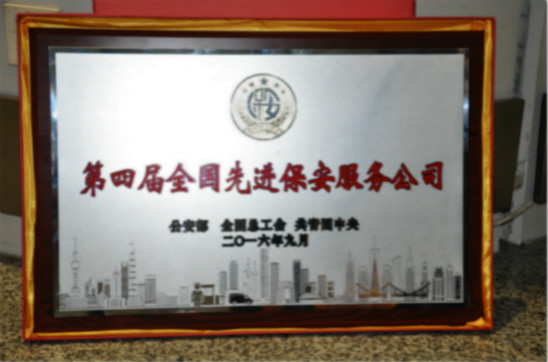 第四届全国先进保安服务公司
公安部 全国总工会 共青团中央
二〇一六年九月